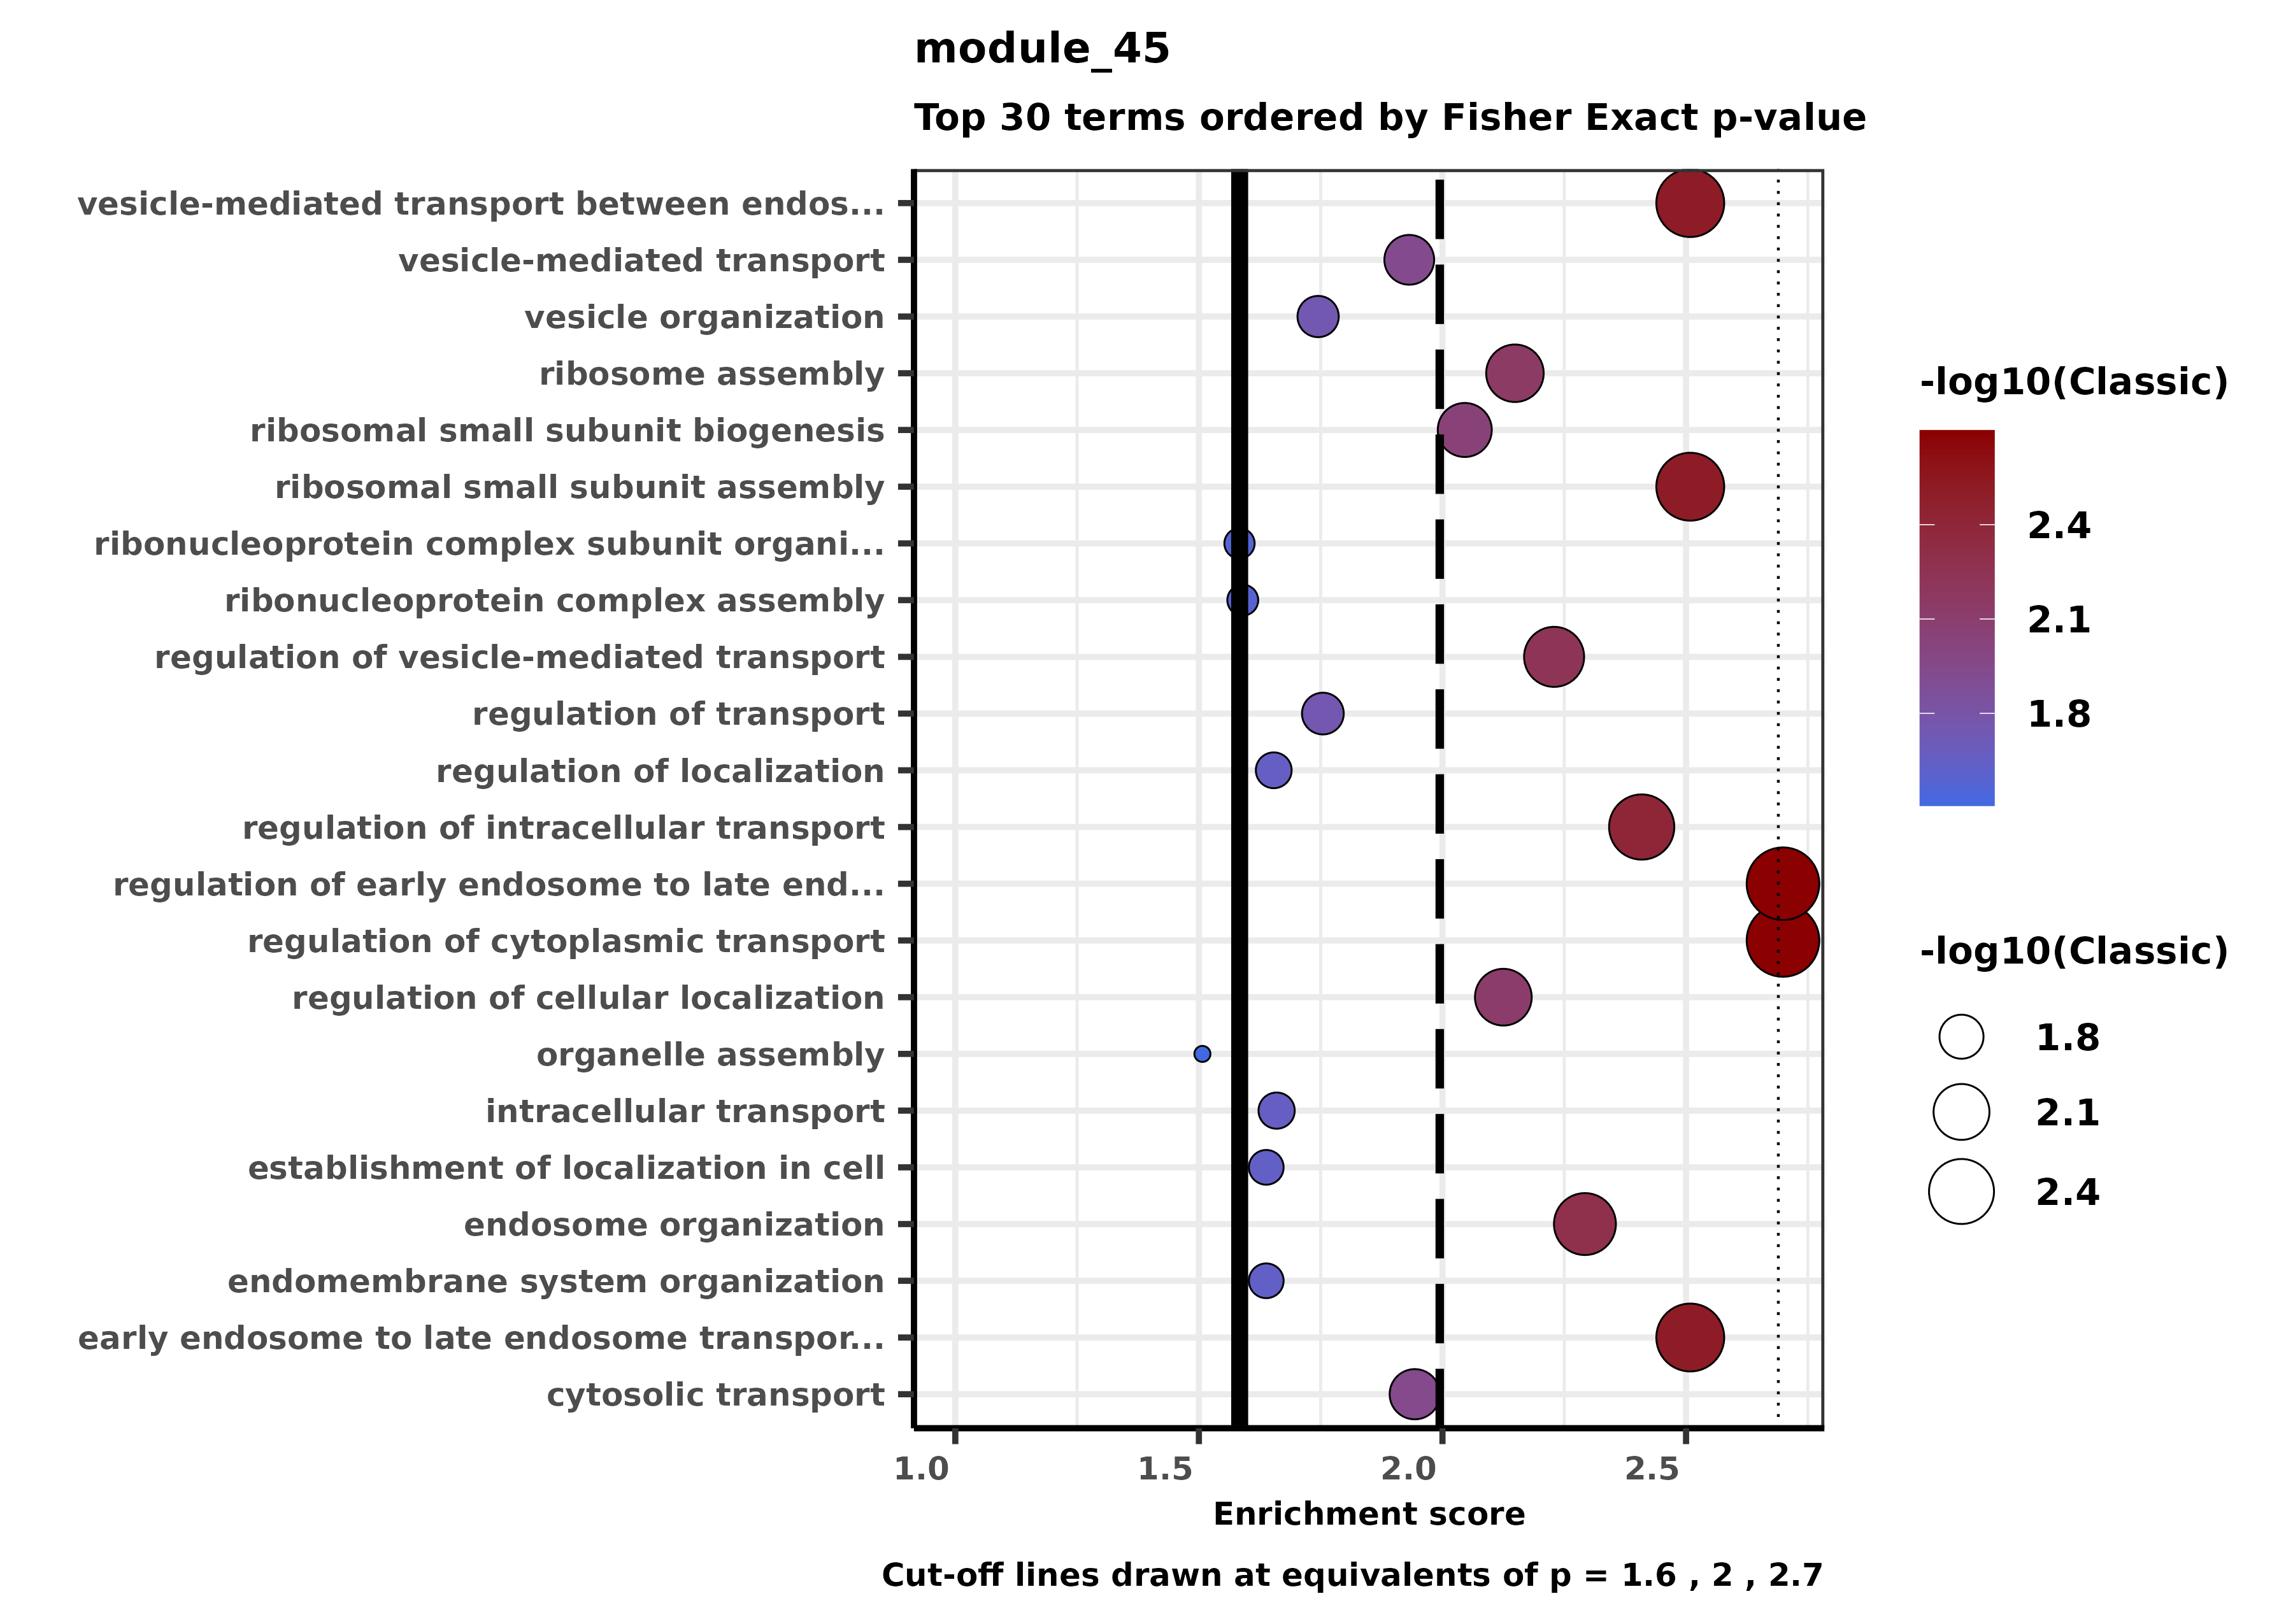 module_45
Top 30 terms ordered by Fisher Exact p-value
vesicle-mediated transport between endos...
vesicle-mediated transport
vesicle organization
ribosome assembly
ribosomal small subunit biogenesis
ribosomal small subunit assembly
ribonucleoprotein complex subunit organi...
ribonucleoprotein complex assembly
regulation of vesicle-mediated transport
regulation of transport
regulation of localization
regulation of intracellular transport
regulation of early endosome to late end...
regulation of cytoplasmic transport
regulation of cellular localization
organelle assembly
intracellular transport
establishment of localization in cell
endosome organization
endomembrane system organization
early endosome to late endosome transpor...
cytosolic transport
1.0 1.5 2.0 2.5
Enrichment score
Cut-off lines drawn at equivalents of p = 1.6 , 2 , 2.7
-log10(Classic)
2.4
2.1
1.8
-log10(Classic)
1.8
2.1
2.4